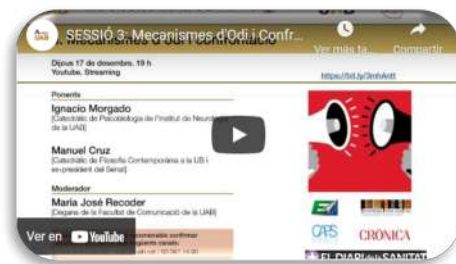 SESSIÓ 3: Mecanismes d'Odi i Confr...
Ver más ta...
Compartir
Dijous 17 de desembre. 19 h
Youtube. Streaming
Ponents
Ignacio Morgado
[Catedràtic de Psicobiologia de l'Institut de Neurologia
de la UAB]
Manuel Cruz
[Catedràtic de Filosofia Contemporània a la UB i
ex-president del Senat]
Moderador
Maria José Recoder
[Degana de la Facultat de Comunicació de la UAB]
Ver en YouTube
CAPS
CRÒNICA
EL DIARI de la SANITAT